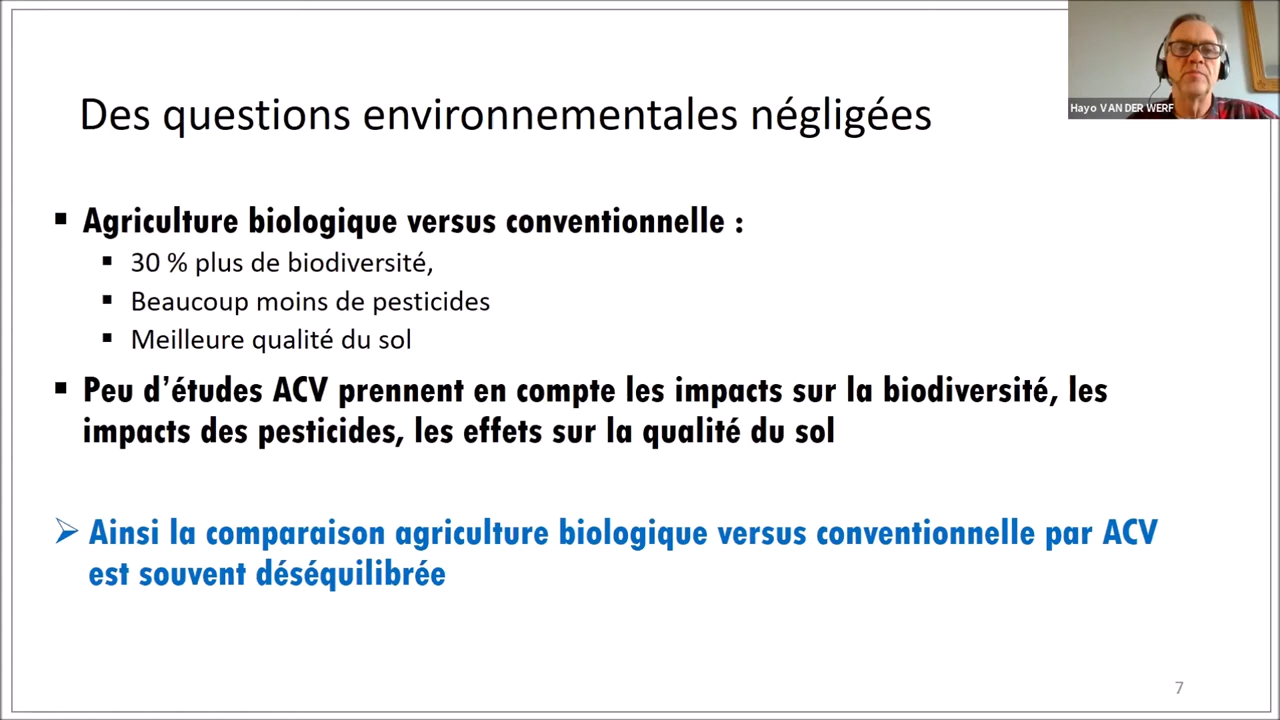 Hayo VAN DER WERF
Des questions environnementales négligées
▪ Agriculture biologique versus conventionnelle :
▪ 30 % plus de biodiversité,
▪ Beaucoup moins de pesticides
▪ Meilleure qualité du sol
▪ Peu d’études ACV prennent en compte les impacts sur la biodiversité, les
impacts des pesticides, les effets sur la qualité du sol
➢ Ainsi la comparaison agriculture biologique versus conventionnelle par ACV
est souvent déséquilibrée
7